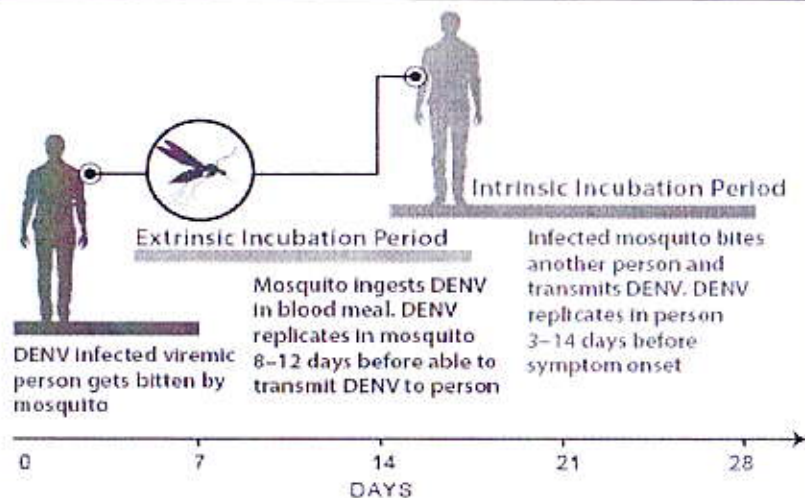 Intrinsic Incubation Period
Extrinsic Incubation Period
Infected mosquito bites
another person and
transmits DENV. DENV
replicates in person
3–14 days before
symptom onset
Mosquito ingests DENV
in blood meal. DENV
replicates in mosquito
8–12 days before able to
transmit DENV to person
DENV infected viremic
person gets bitten by
mosquito
0 7 14 21 28
DAYS